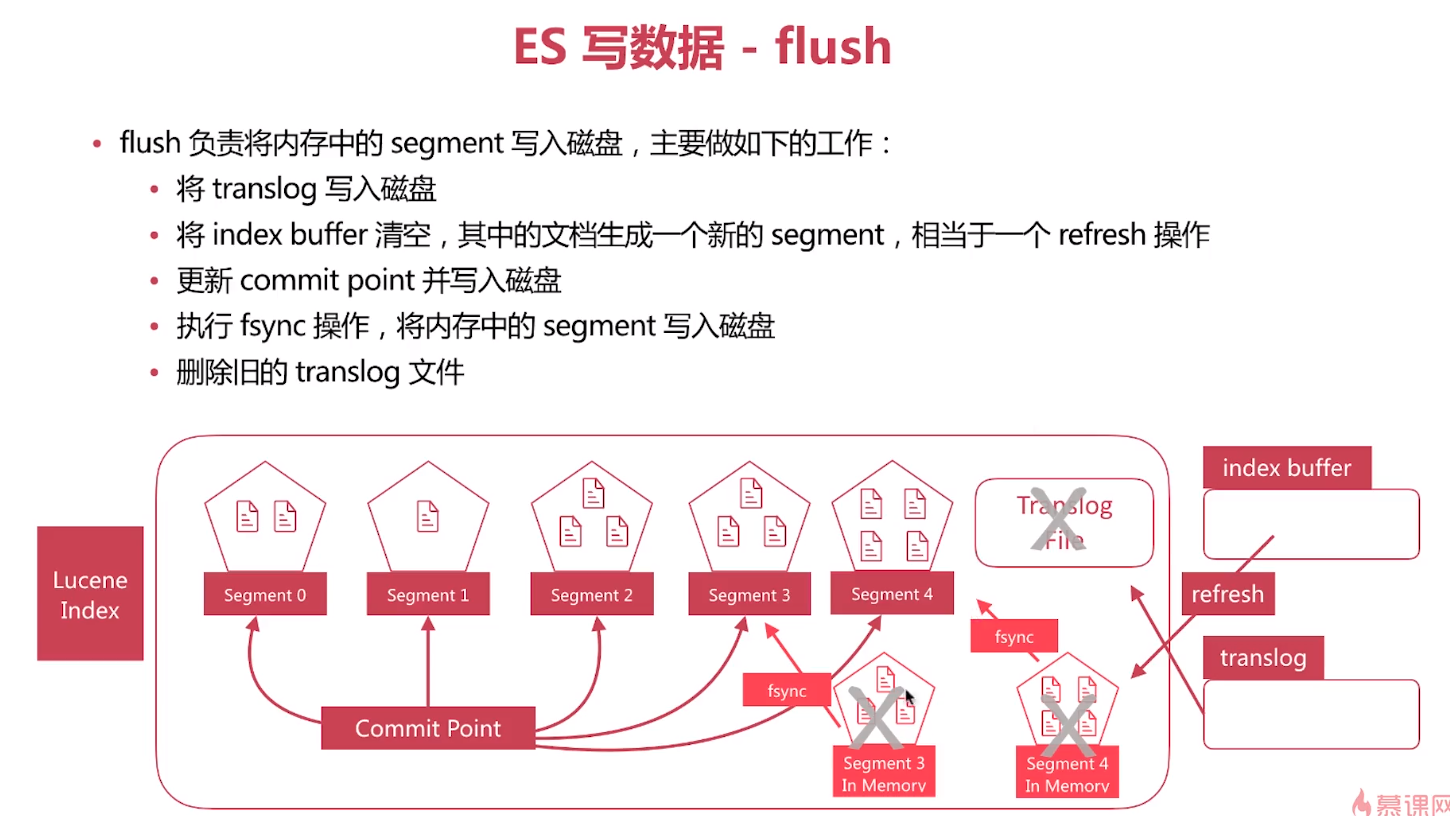 ES 写数据 - flush
• flush 负责将内存中的 segment 写入磁盘，主要做如下的工作：
• 将 translog 写入磁盘
• 将 index buffer 清空，其中的文档生成一个新的 segment，相当于一个 refresh 操作
• 更新 commit point 并写入磁盘
• 执行 fsync 操作，将内存中的 segment 写入磁盘
• 删除旧的 translog 文件
Lucene
Index
Segment 0
Segment 1
Segment 2
Segment 3
Segment 4
Translog
File
index buffer
refresh
translog
fsync
fsync
Commit Point
Segment 3
In Memory
Segment 4
In Memory
慕课网